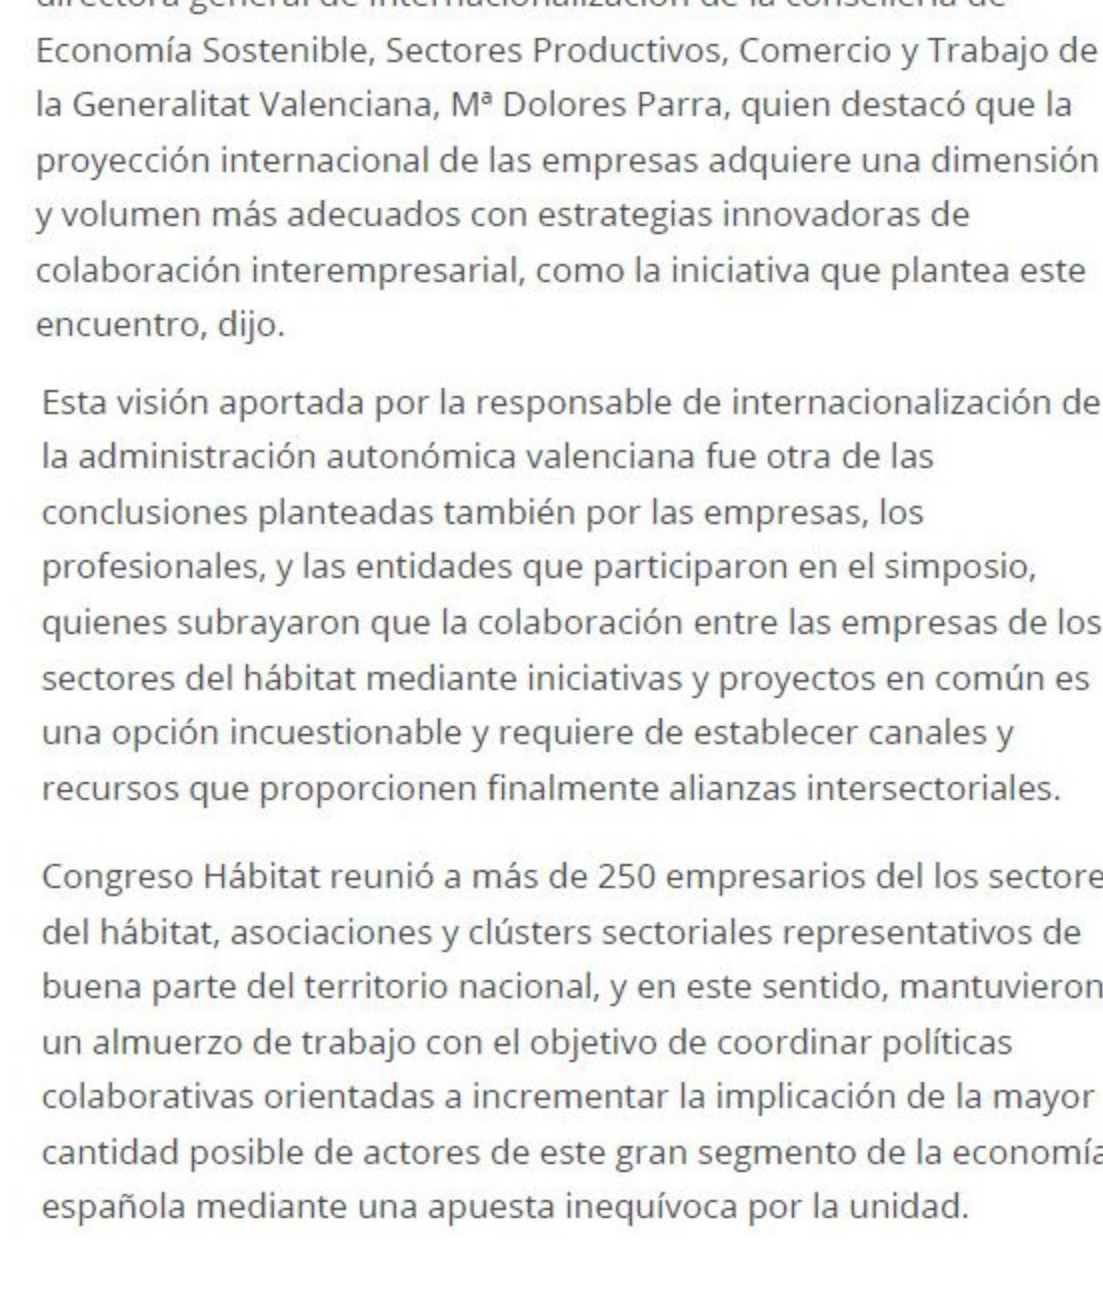 directora general de internacionalización de la conselleria de
Economía Sostenible, Sectores Productivos, Comercio y Trabajo de
la Generalitat Valenciana, Mª Dolores Parra, quien destacó que la
proyección internacional de las empresas adquiere una dimensión
y volumen más adecuados con estrategias innovadoras de
colaboración interempresarial, como la iniciativa que plantea este
encuentro, dijo.
Esta visión aportada por la responsable de internacionalización de
la administración autonómica valenciana fue otra de las
conclusiones planteadas también por las empresas, los
profesionales, y las entidades que participaron en el simposio,
quienes subrayaron que la colaboración entre las empresas de los
sectores del hábitat mediante iniciativas y proyectos en común es
una opción incuestionable y requiere de establecer canales y
recursos que proporcionen finalmente alianzas intersectoriales.
Congreso Hábitat reunió a más de 250 empresarios del los sectore
del hábitat, asociaciones y clústers sectoriales representativos de
buena parte del territorio nacional, y en este sentido, mantuvieron
un almuerzo de trabajo con el objetivo de coordinar políticas
colaborativas orientadas a incrementar la implicación de la mayor
cantidad posible de actores de este gran segmento de la economía
española mediante una apuesta inequívoca por la unidad.